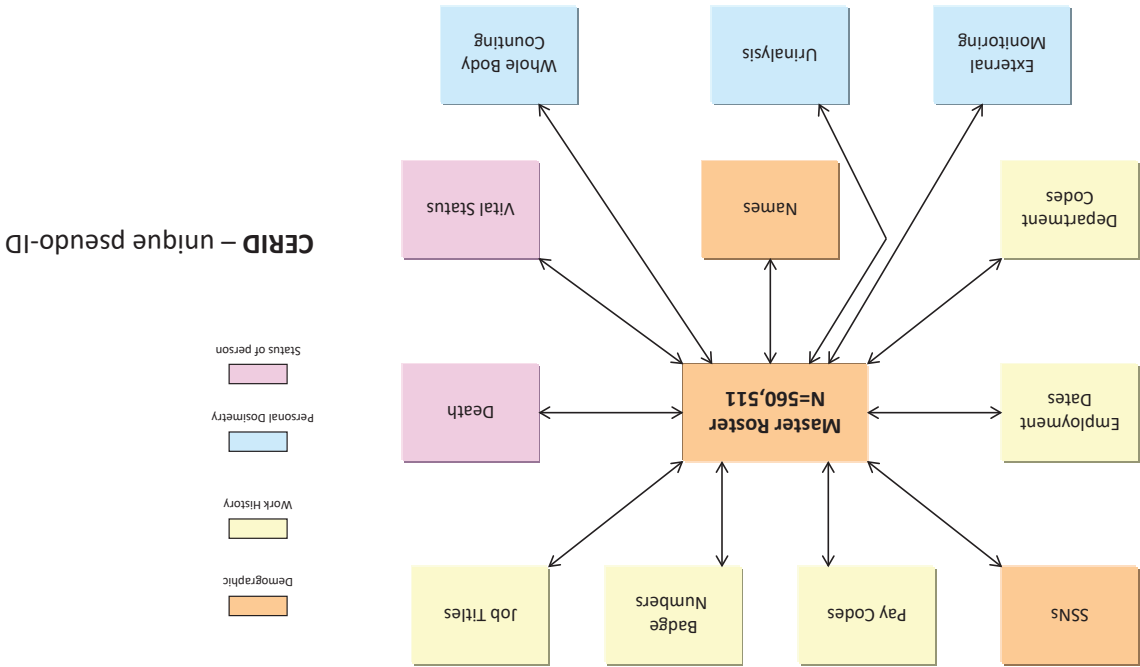 SSNs
Pay Codes
Badge
Numbers
Job Titles
Demographic
Work History
Employment
Dates
Master Roster
N=560,511
Death
Personal Dosimetry
Status of person
Department
Codes
Names
Vital Status
CERID – unique pseudo-ID
External
Monitoring
Urinalysis
Whole Body
Counting